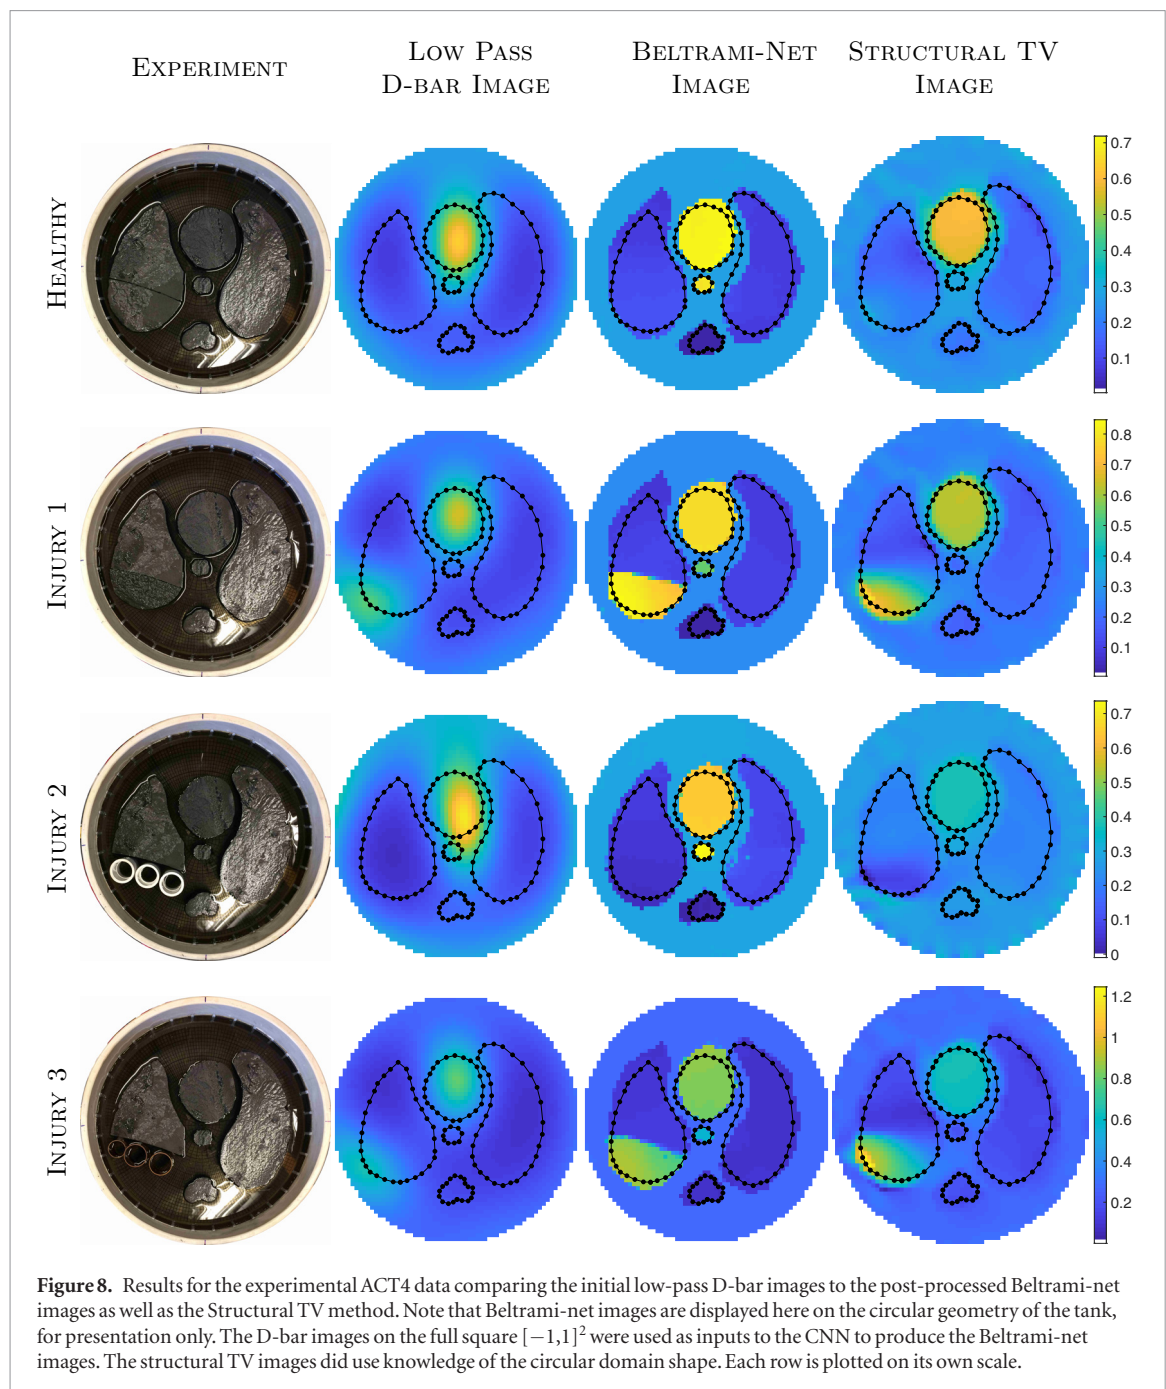 EXPERIMENT
LOW PASS
D-BAR IMAGE
BELTRAMI-NET
IMAGE
STRUCTURAL TV
IMAGE
HEALTHY
0.7
0.6
0.5
0.4
0.3
0.2
0.1
INJURY 1
0.8
0.7
0.6
0.5
0.4
0.3
0.2
0.1
INJURY 2
0.7
0.6
0.5
0.4
0.3
0.2
0.1
0
INJURY 3
1.2
1
0.8
0.6
0.4
0.2
Figure 8. Results for the experimental ACT4 data comparing the initial low-pass D-bar images to the post-processed Beltrami-net
images as well as the Structural TV method. Note that Beltrami-net images are displayed here on the circular geometry of the tank,
for presentation only. The D-bar images on the full square [−1,1]² were used as inputs to the CNN to produce the Beltrami-net
images. The structural TV images did use knowledge of the circular domain shape. Each row is plotted on its own scale.